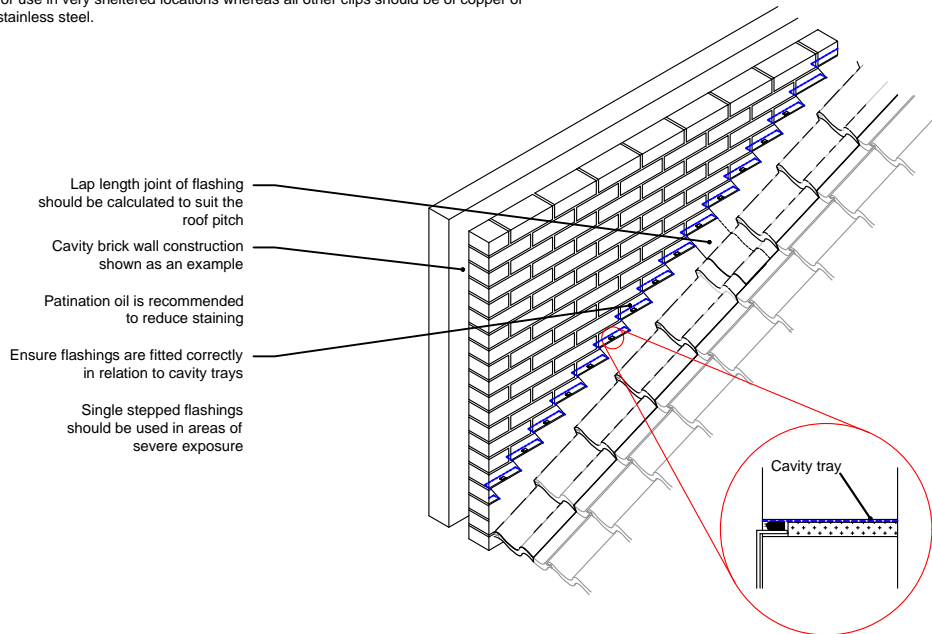 or use in very sheltered locations whereas all other clips should be of copper or
stainless steel.
Lap length joint of flashing
should be calculated to suit the
roof pitch
Cavity brick wall construction
shown as an example
Patination oil is recommended
to reduce staining
Ensure flashings are fitted correctly
in relation to cavity trays
Single stepped flashings
should be used in areas of
severe exposure
Cavity tray